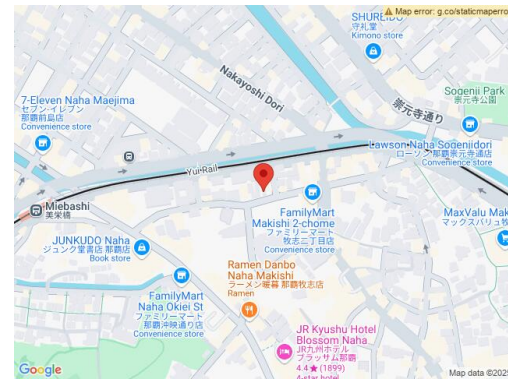 Map error: g.co/staticmaperro
SHUREIDO
守礼堂
Kimono store
Nakayoshi Dori
崇元寺通り
Sogenji Park
崇元寺公園
7-Eleven Naha Maejima
セブン-イレブン
那覇前島店
Convenience store
Lawson Naha Sogenjidori
ローソン 那覇崇元寺通店
Convenience store
Yui Rail
Miebashi
美栄橋
FamilyMart
Makishi 2-chome
ファミリーマート
牧志二丁目店
Convenience store
MaxValu Mak
マックスバリュ牧
JUNKUDO Naha
ジュンク堂書店 那覇店
Book store
Ramen Danbo
Naha Makishi
ラーメン暖暮 那覇牧志店
Ramen
FamilyMart
Naha Okiei St
ファミリーマート
那覇沖映通り店
Convenience store
JR Kyushu Hotel
Blossom Naha
JR九州ホテル
ブラッサム那覇
4.4★(1899)
4-star hotel
Google
Map data ©2025